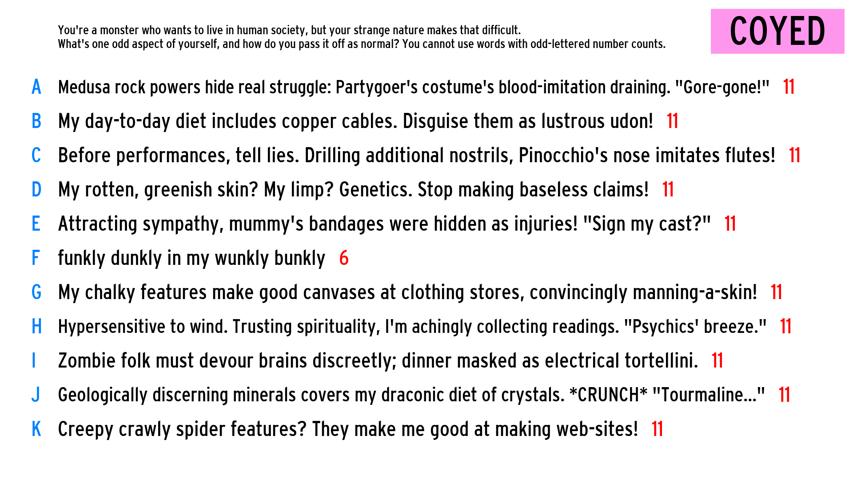 You're a monster who wants to live in human society, but your strange nature makes that difficult.
What's one odd aspect of yourself, and how do you pass it off as normal? You cannot use words with odd-lettered number counts.
COYED
A Medusa rock powers hide real struggle: Partygoer's costume's blood-imitation draining. "Gore-gone!" 11
B My day-to-day diet includes copper cables. Disguise them as lustrous udon! 11
C Before performances, tell lies. Drilling additional nostrils, Pinocchio's nose imitates flutes! 11
D My rotten, greenish skin? My limp? Genetics. Stop making baseless claims! 11
E Attracting sympathy, mummy's bandages were hidden as injuries! "Sign my cast?" 11
F funkly dunkly in my wunkly bunkly 6
G My chalky features make good canvases at clothing stores, convincingly manning-a-skin! 11
H Hypersensitive to wind. Trusting spirituality, I'm achingly collecting readings. "Psychics' breeze." 11
I Zombie folk must devour brains discreetly; dinner masked as electrical tortellini. 11
J Geologically discerning minerals covers my draconic diet of crystals. *CRUNCH* "Tourmaline..." 11
K Creepy crawly spider features? They make me good at making web-sites! 11